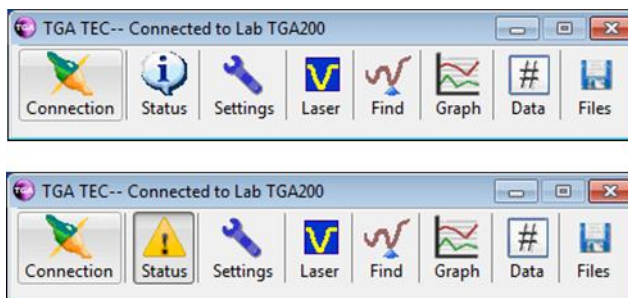 TGA TEC-- Connected to Lab TGA200
Connection Status Settings Laser Find Graph Data Files
TGA TEC-- Connected to Lab TGA200
Connection Status Settings Laser Find Graph Data Files